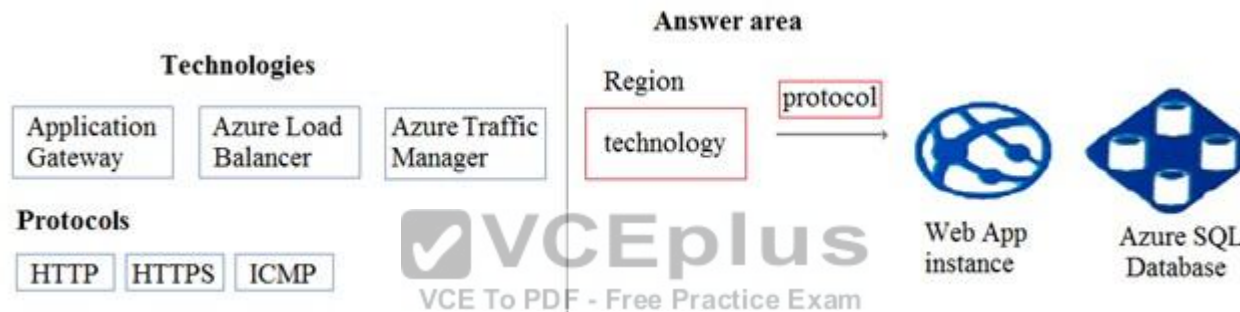 Technologies
Application
Gateway
Azure Load
Balancer
Azure Traffic
Manager
Protocols
HTTP
HTTPS
ICMP
Answer area
Region
technology
protocol
Web App
instance
Azure SQL
Database
VCEplus
VCE To PDF - Free Practice Exam